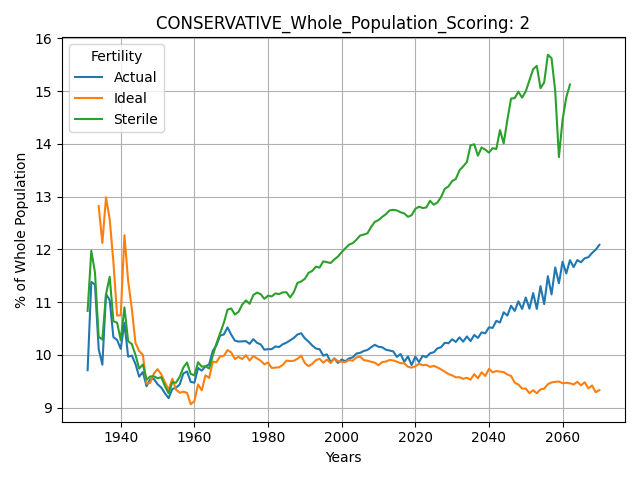 CONSERVATIVE_Whole_Population_Scoring: 2
Fertility
Actual
Ideal
Sterile
% of Whole Population
16
15
14
13
12
11
10
9
1940
1960
1980
2000
2020
2040
2060
Years